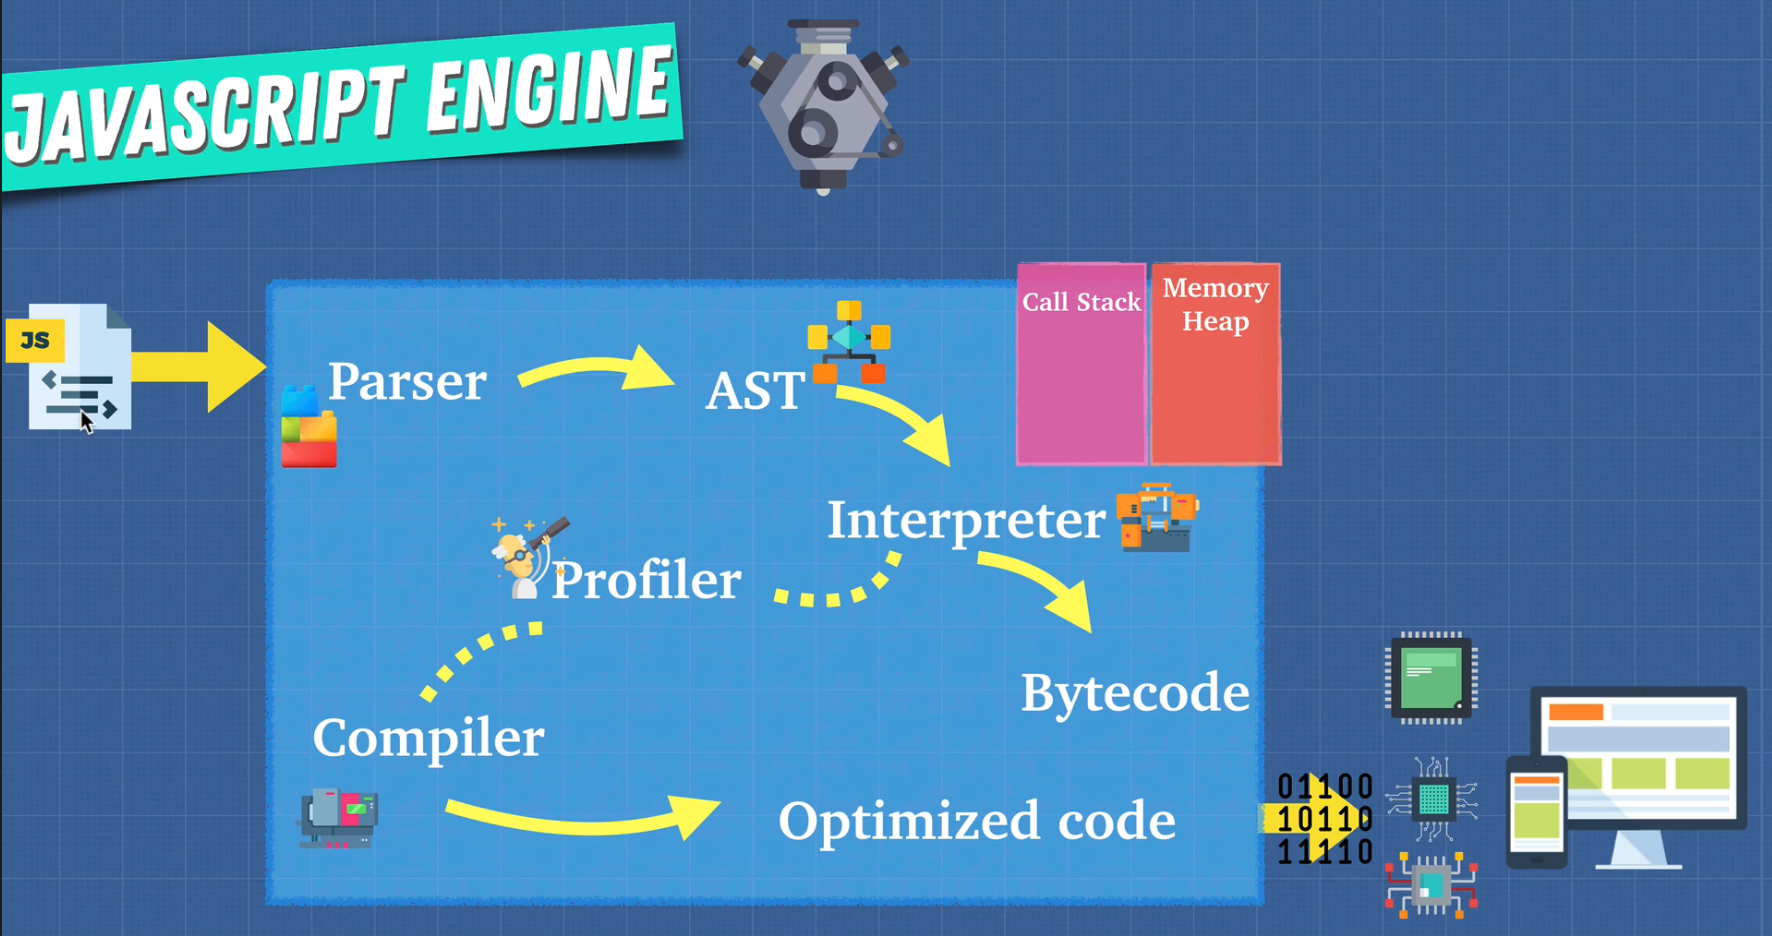 JAVASCRIPT ENGINE
Call Stack
Memory
Heap
JS
Parser
AST
Interpreter
Profiler
Bytecode
Compiler
Optimized code
01100
10110
11110